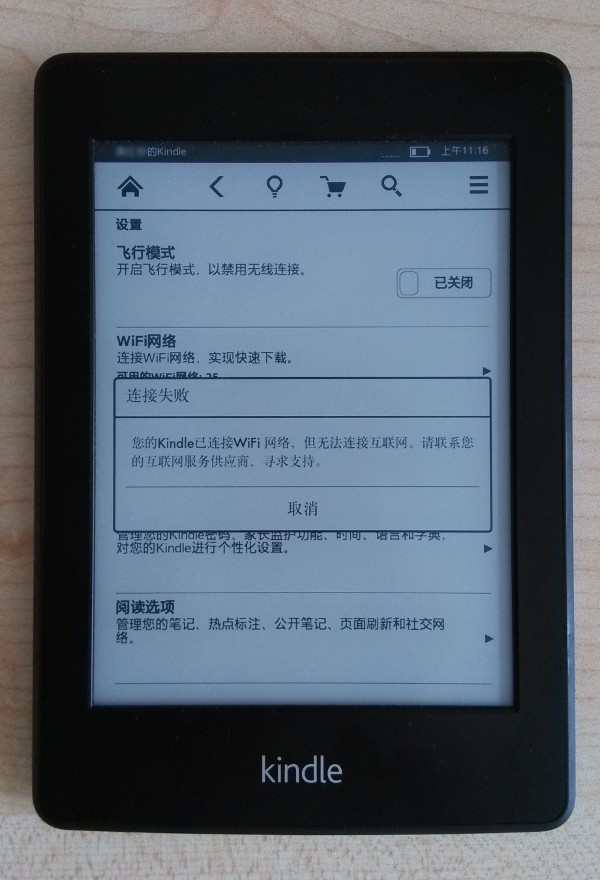 的Kindle
上午11:16
设置
飞行模式
开启飞行模式，以禁用无线连接。
已关闭
WiFi网络
连接WiFi网络，实现快速下载。
可用的WiFi网络: 25
连接失败
您的Kindle已连接WiFi 网络，但无法连接互联网。请联系您
的互联网服务供应商，寻求支持。
取消
管理您的Kindle密码、家长监护功能、时间、语言和字典，
对您的Kindle进行个性化设置。
阅读选项
管理您的笔记、热点标注、公开笔记、页面刷新和社交网
络。
kindle